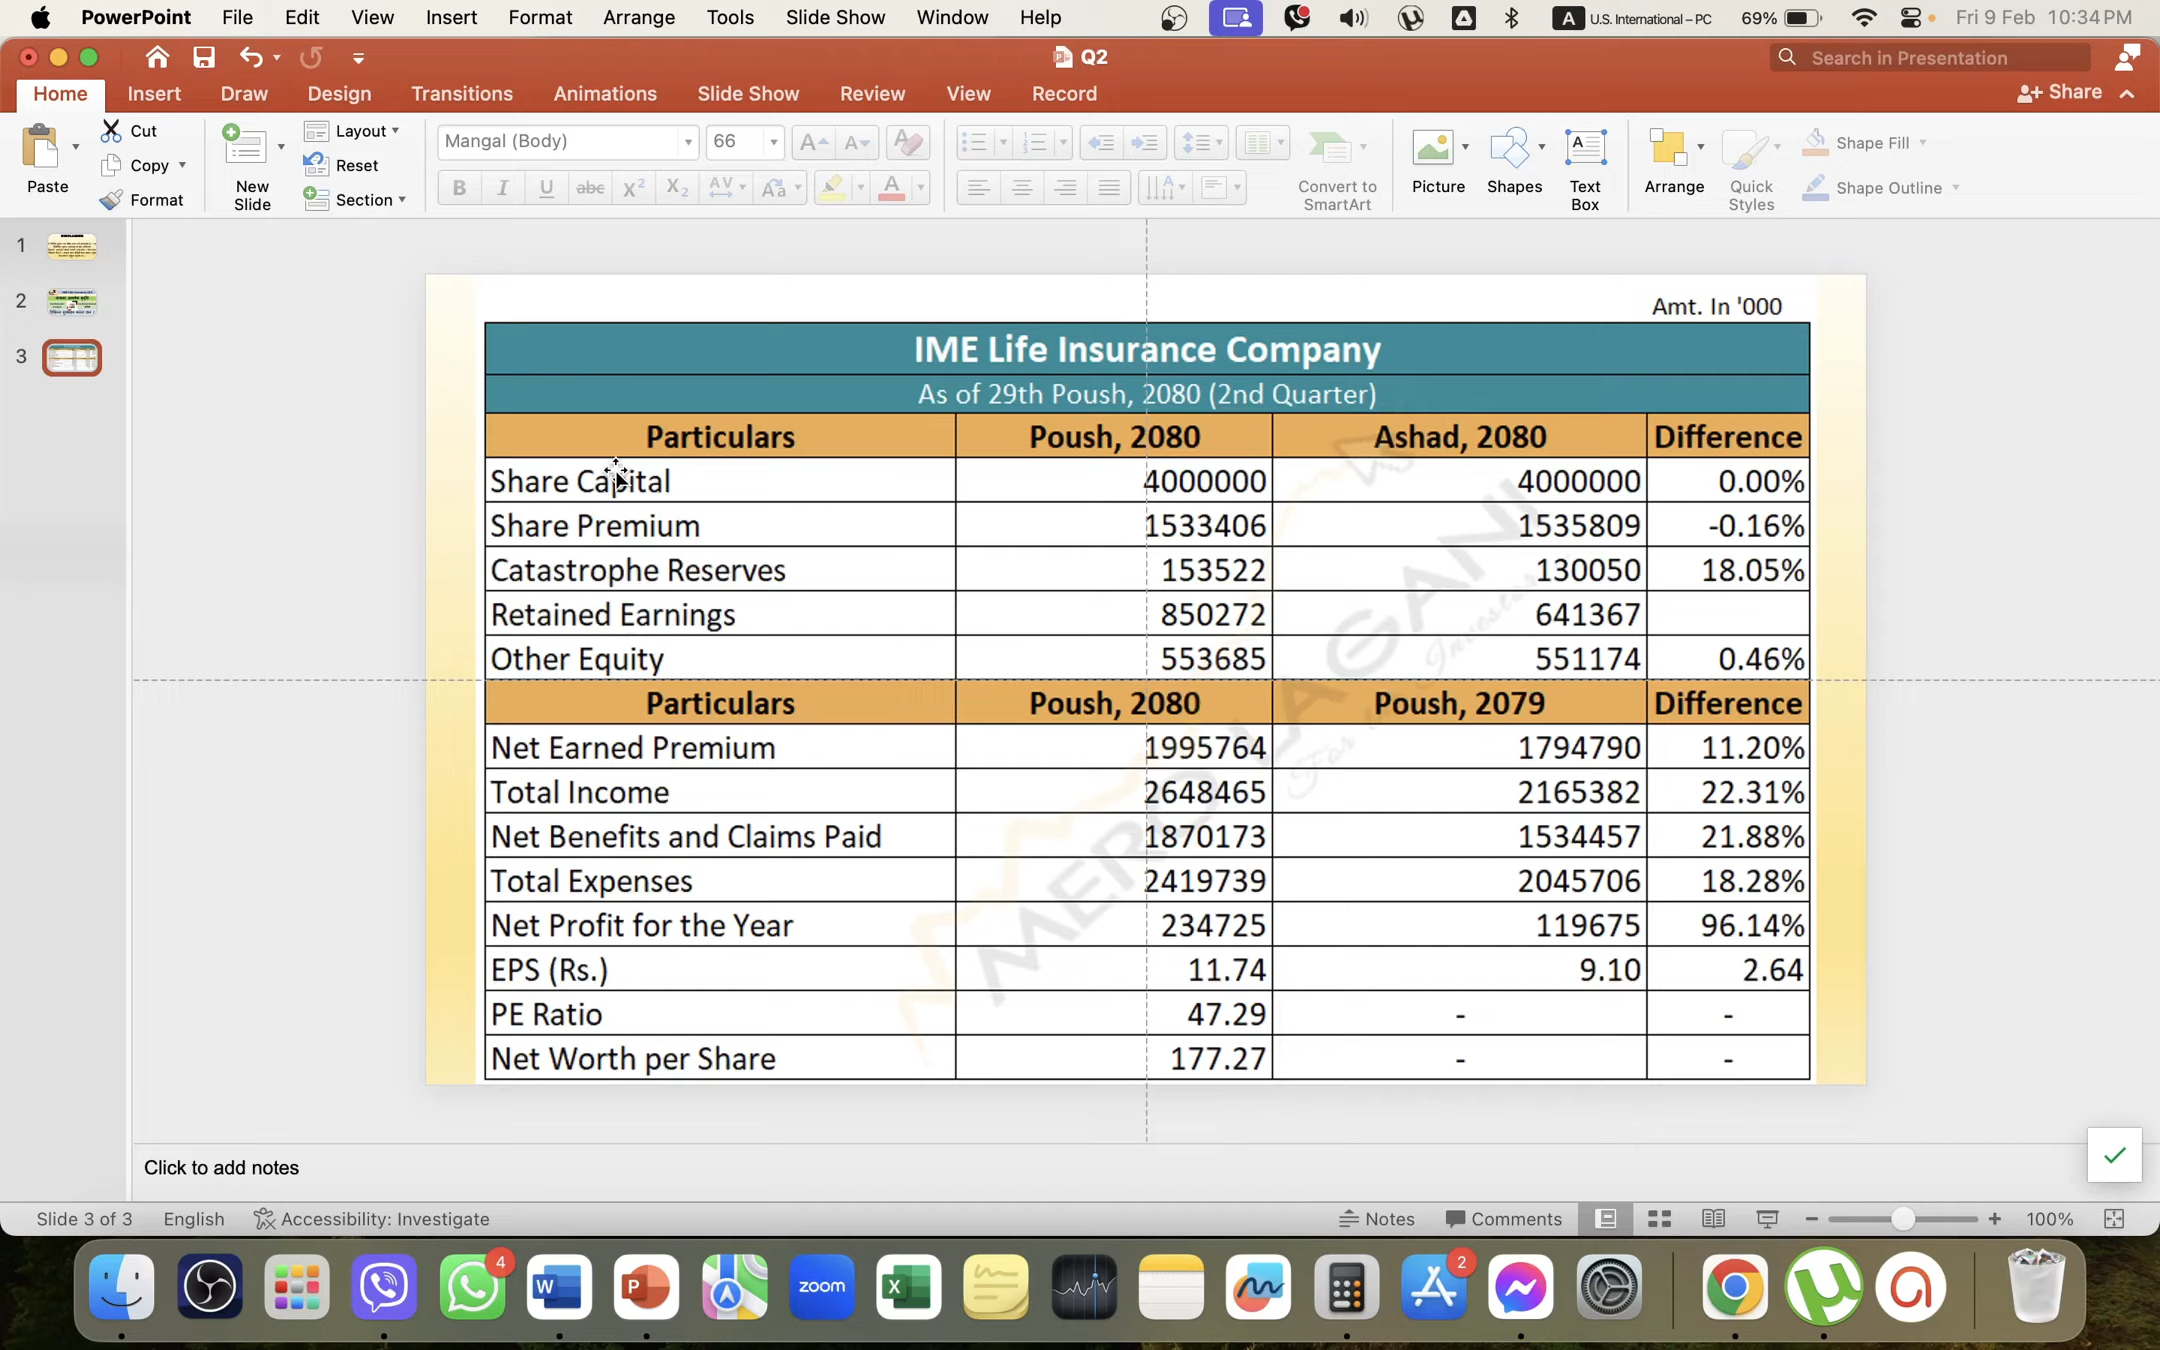 PowerPoint File Edit View Insert Format Arrange Tools Slide Show Window Help A U.S. International – PC 69% Fri 9 Feb 10:34 PM
Q2 Search in Presentation
Home Insert Draw Design Transitions Animations Slide Show Review View Record Share
Paste Cut Copy Format New Slide Layout Reset Section Mangal (Body) 66 Convert to SmartArt Picture Shapes Text Box Arrange Quick Styles Shape Fill Shape Outline
1
2
3
Amt. In '000
IME Life Insurance Company
As of 29th Poush, 2080 (2nd Quarter)
Particulars Poush, 2080 Ashad, 2080 Difference
Share Capital 4000000 4000000 0.00%
Share Premium 1533406 1535809 -0.16%
Catastrophe Reserves 153522 130050 18.05%
Retained Earnings 850272 641367
Other Equity 553685 551174 0.46%
Particulars Poush, 2080 Poush, 2079 Difference
Net Earned Premium 1995764 1794790 11.20%
Total Income 2648465 2165382 22.31%
Net Benefits and Claims Paid 1870173 1534457 21.88%
Total Expenses 2419739 2045706 18.28%
Net Profit for the Year 234725 119675 96.14%
EPS (Rs.) 11.74 9.10 2.64
PE Ratio 47.29 - -
Net Worth per Share 177.27 - -
MERO LAGANI
Click to add notes
Slide 3 of 3 English Accessibility: Investigate Notes Comments 100%
4 W P zoom X 2